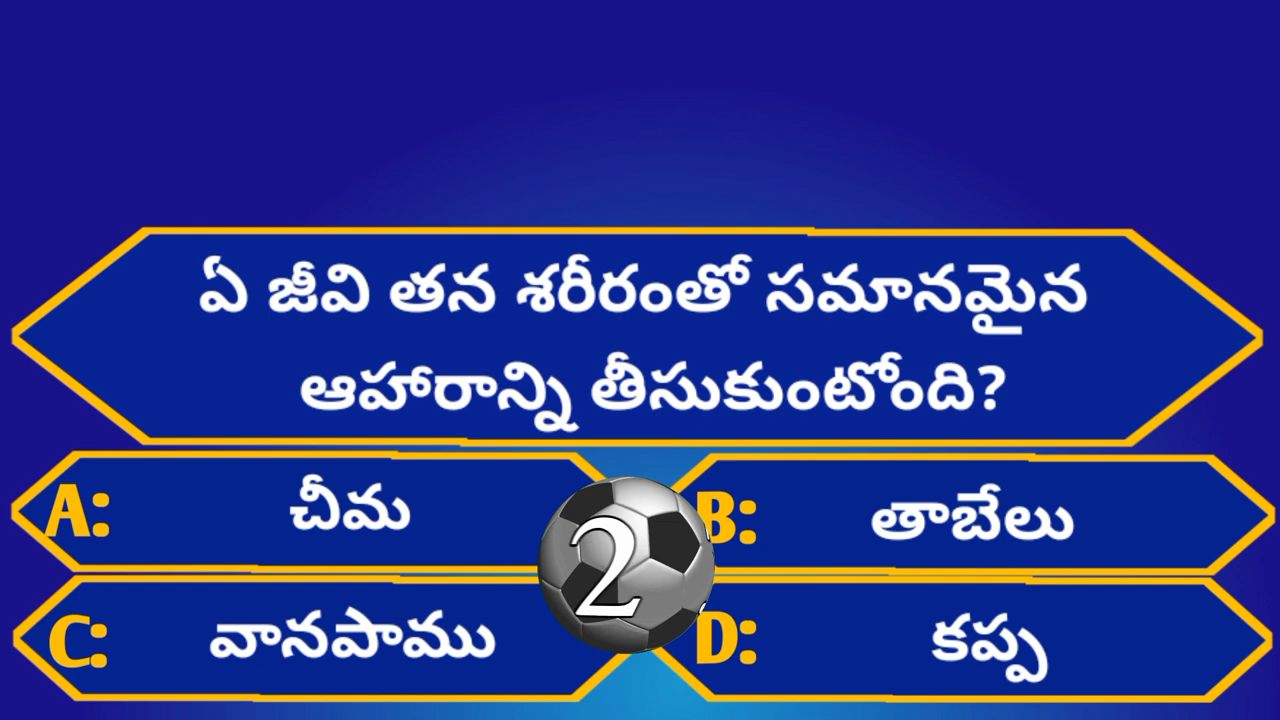 ఏ జీవి తన శరీరంతో సమానమైన
ఆహారాన్ని తీసుకుంటోంది?
A: చీమ
B: తాబేలు
2
C: వానపాము
D: కప్ప